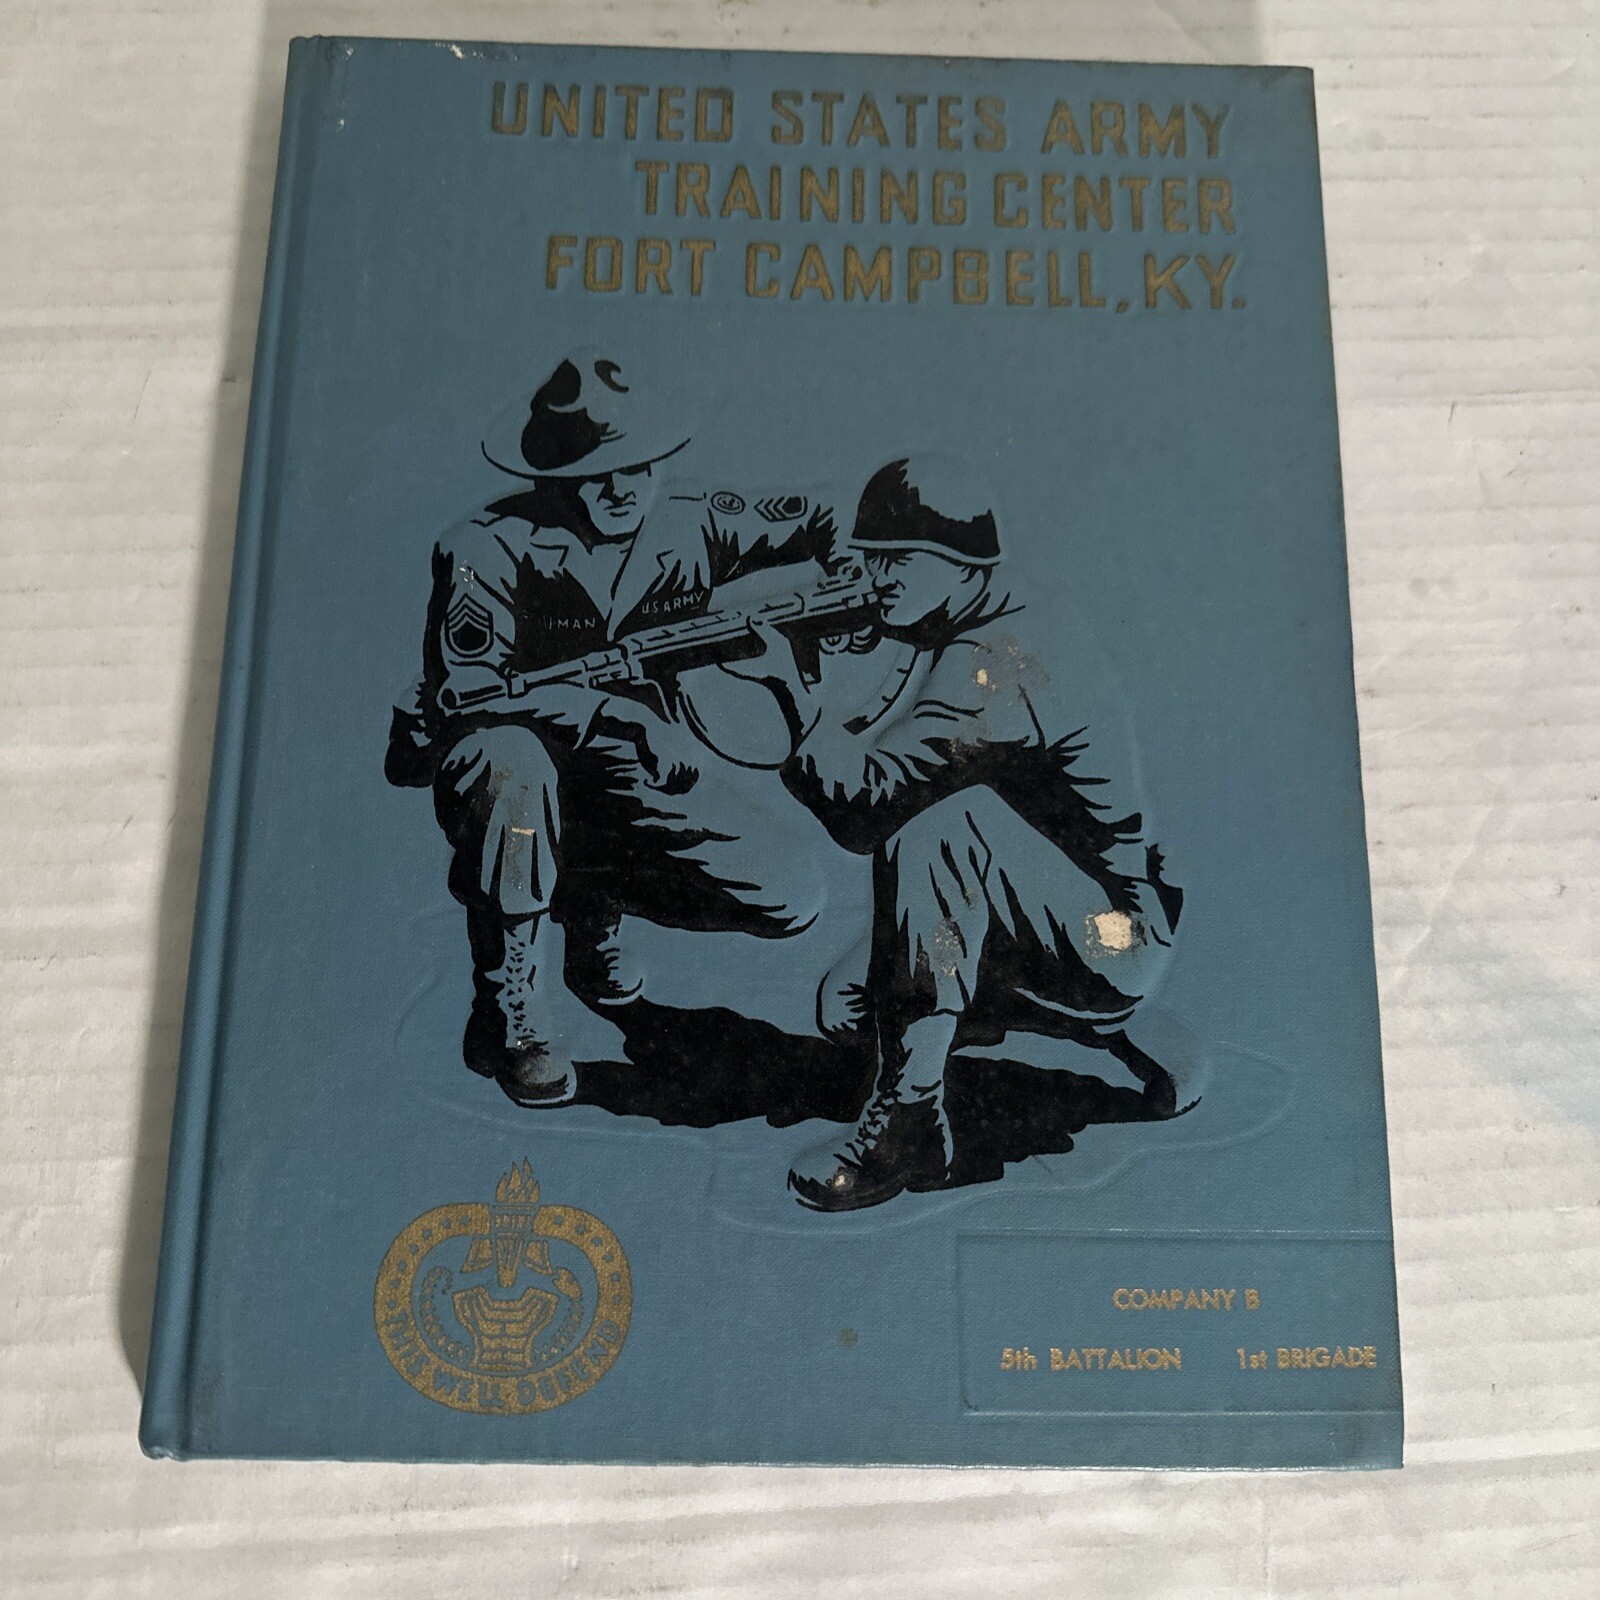 UNITED STATES ARMY
TRAINING CENTER
FORT CAMPBELL, KY.
U.S ARMY
THIS WE'LL DEFEND
COMPANY B
5th BATTALION 1st BRIGADE